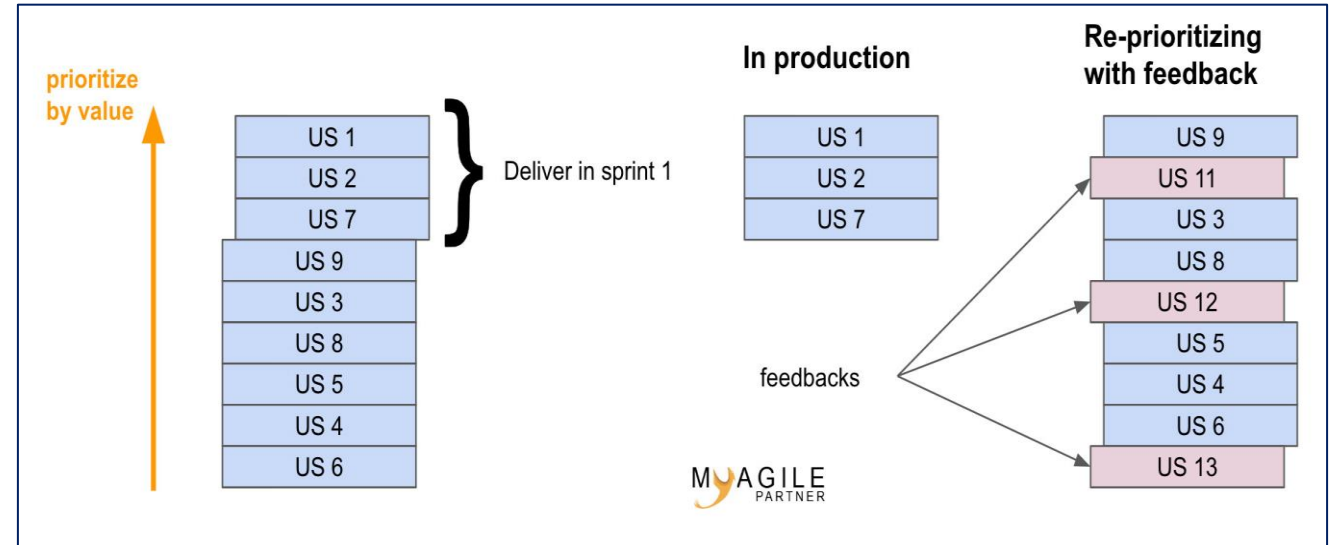 prioritize
by value
US 1
US 2
US 7
US 9
US 3
US 8
US 5
US 4
US 6
Deliver in sprint 1
In production
US 1
US 2
US 7
feedbacks
MyAGILE
PARTNER
Re-prioritizing
with feedback
US 9
US 11
US 3
US 8
US 12
US 5
US 4
US 6
US 13